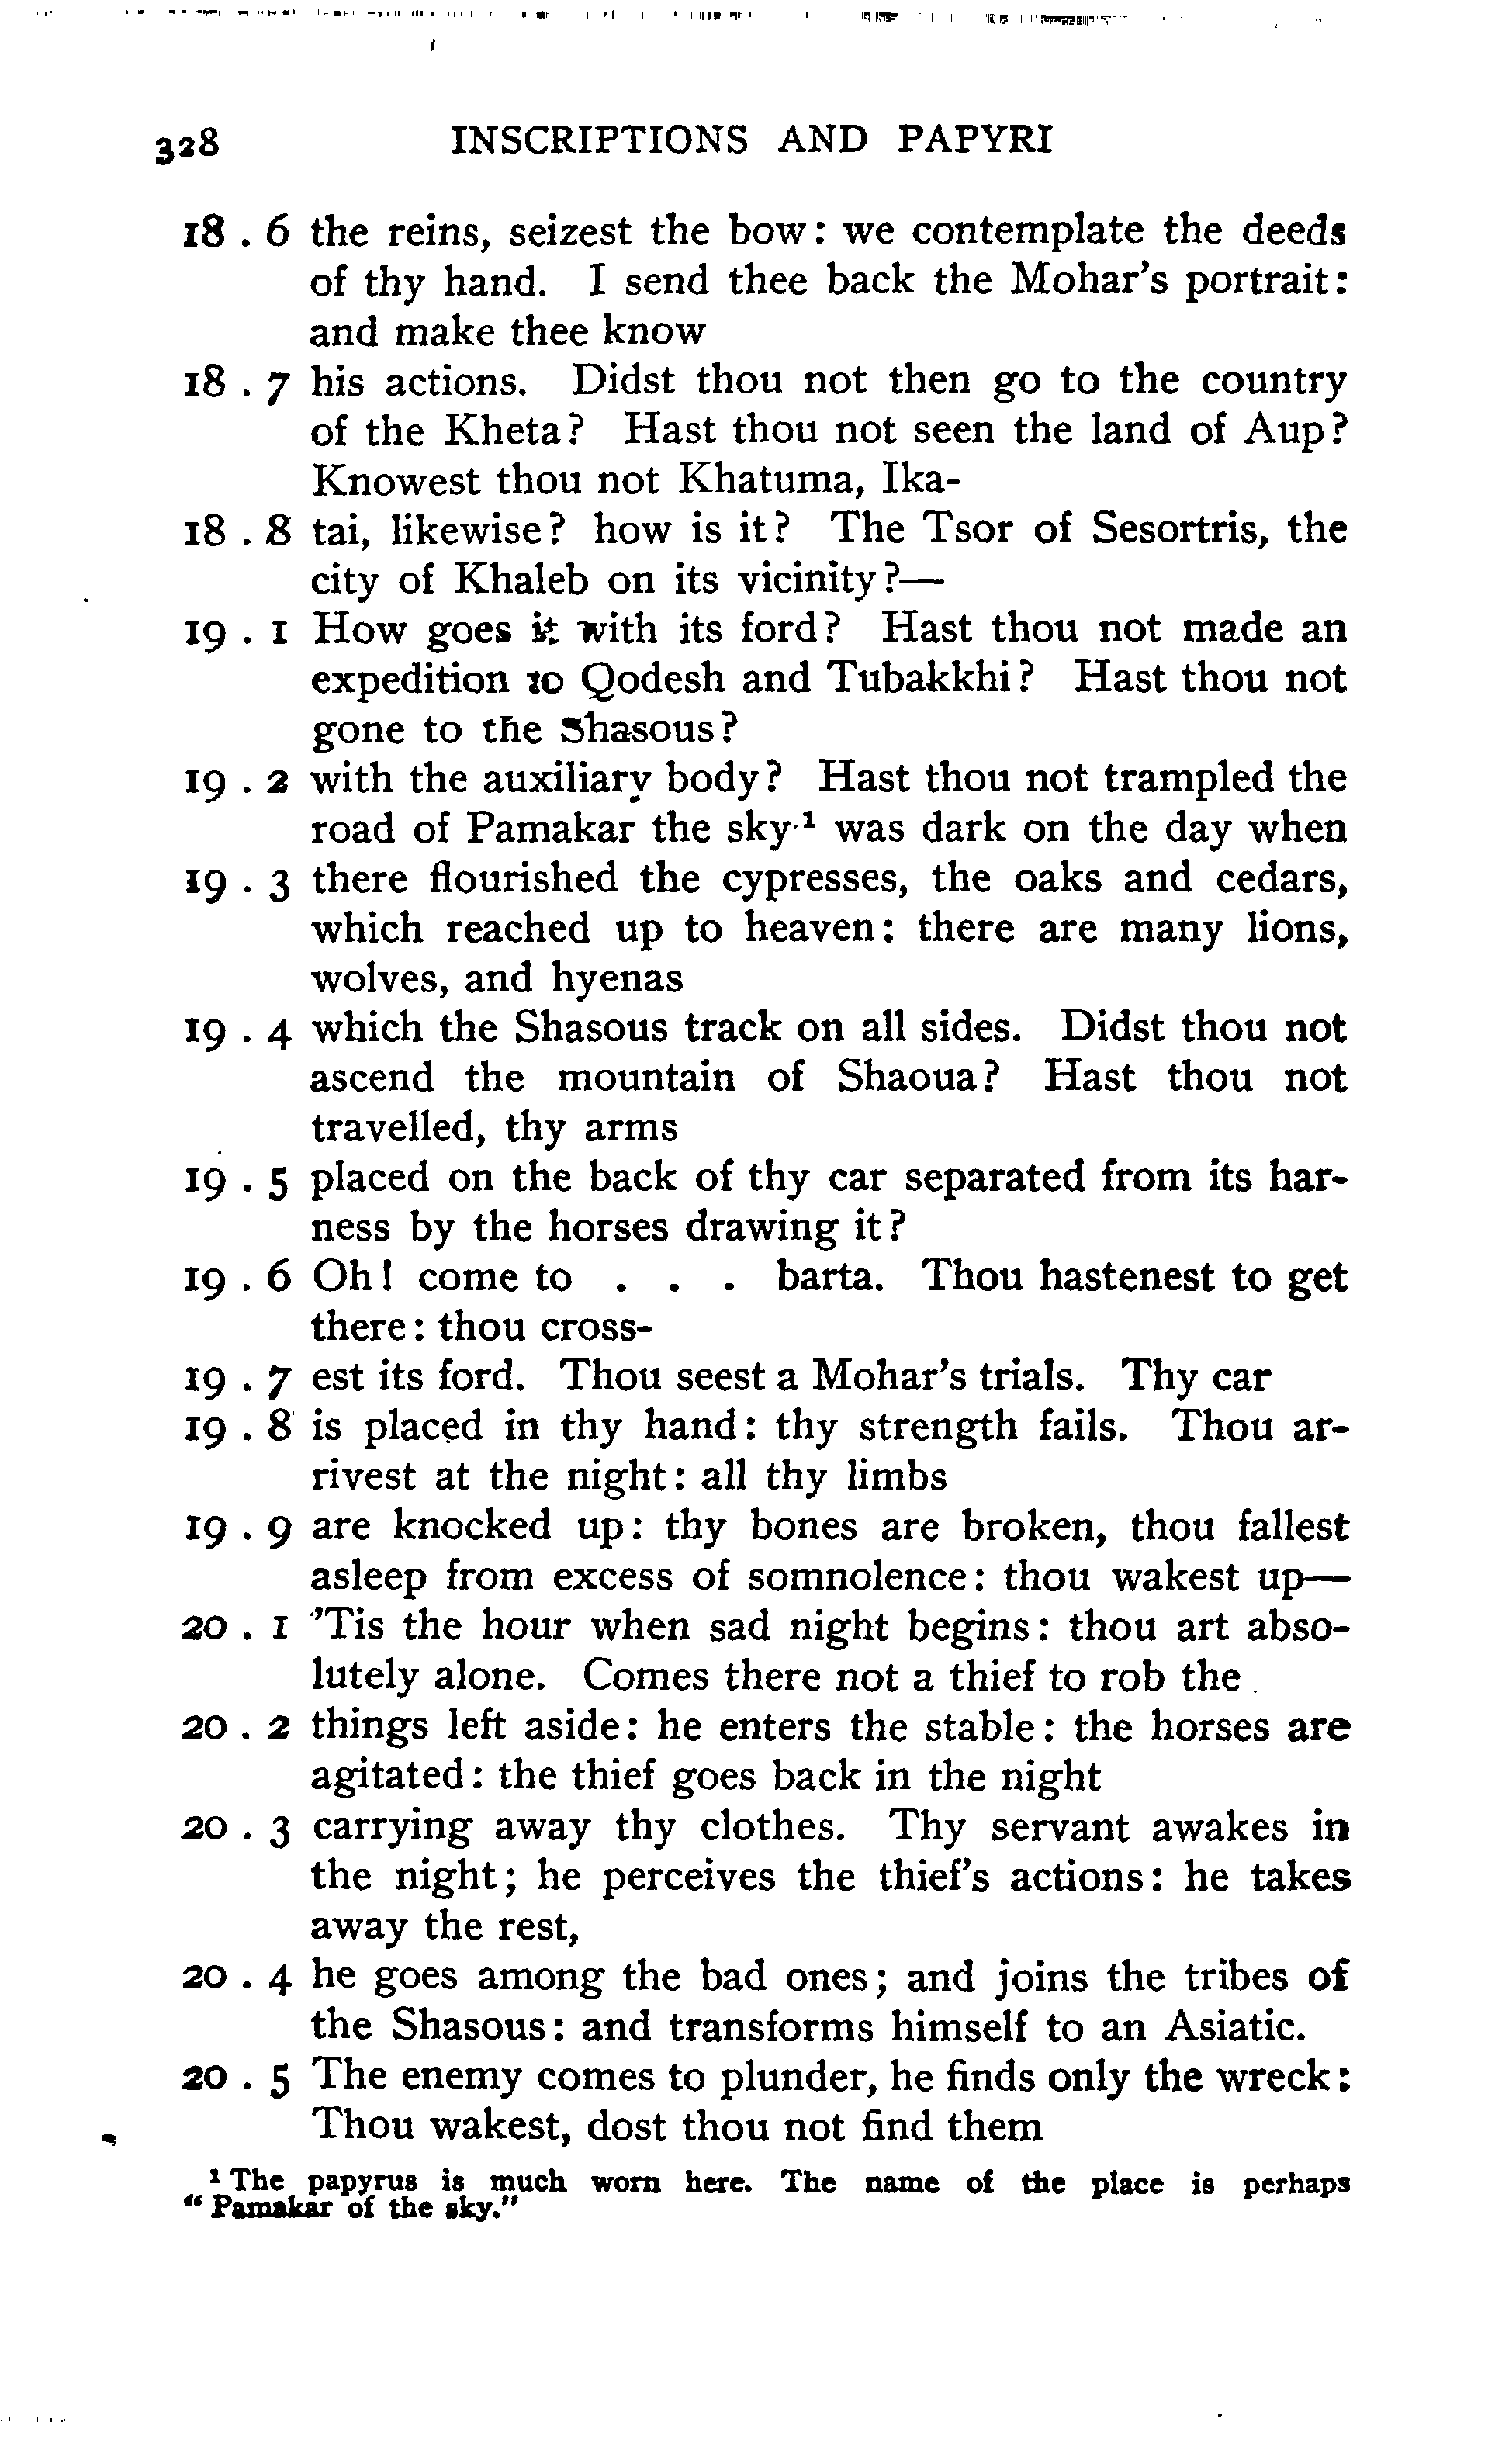 328 INSCRIPTIONS AND PAPYRI
18 . 6 the reins, seizest the bow: we contemplate the deeds
of thy hand. I send thee back the Mohar's portrait:
and make thee know
18 . 7 his actions. Didst thou not then go to the country
of the Kheta? Hast thou not seen the land of Aup?
Knowest thou not Khatuma, Ika-
18 . 8 tai, likewise? how is it? The Tsor of Sesortris, the
city of Khaleb on its vicinity?—
19 . 1 How goes it with its ford? Hast thou not made an
expedition to Qodesh and Tubakkhi? Hast thou not
gone to the Shasous?
19 . 2 with the auxiliary body? Hast thou not trampled the
road of Pamakar the sky.¹ was dark on the day when
19 . 3 there flourished the cypresses, the oaks and cedars,
which reached up to heaven: there are many lions,
wolves, and hyenas
19 . 4 which the Shasous track on all sides. Didst thou not
ascend the mountain of Shaoua? Hast thou not
travelled, thy arms
19 . 5 placed on the back of thy car separated from its har-
ness by the horses drawing it?
19 . 6 Oh! come to . . . barta. Thou hastenest to get
there: thou cross-
19 . 7 est its ford. Thou seest a Mohar's trials. Thy car
19 . 8 is placed in thy hand: thy strength fails. Thou ar-
rivest at the night: all thy limbs
19 . 9 are knocked up: thy bones are broken, thou fallest
asleep from excess of somnolence: thou wakest up—
20 . 1 'Tis the hour when sad night begins: thou art abso-
lutely alone. Comes there not a thief to rob the
20 . 2 things left aside: he enters the stable: the horses are
agitated: the thief goes back in the night
20 . 3 carrying away thy clothes. Thy servant awakes in
the night; he perceives the thief's actions: he takes
away the rest,
20 . 4 he goes among the bad ones; and joins the tribes of
the Shasous: and transforms himself to an Asiatic.
20 . 5 The enemy comes to plunder, he finds only the wreck:
Thou wakest, dost thou not find them
¹ The papyrus is much worn here. The name of the place is perhaps
"Pamakar of the sky."